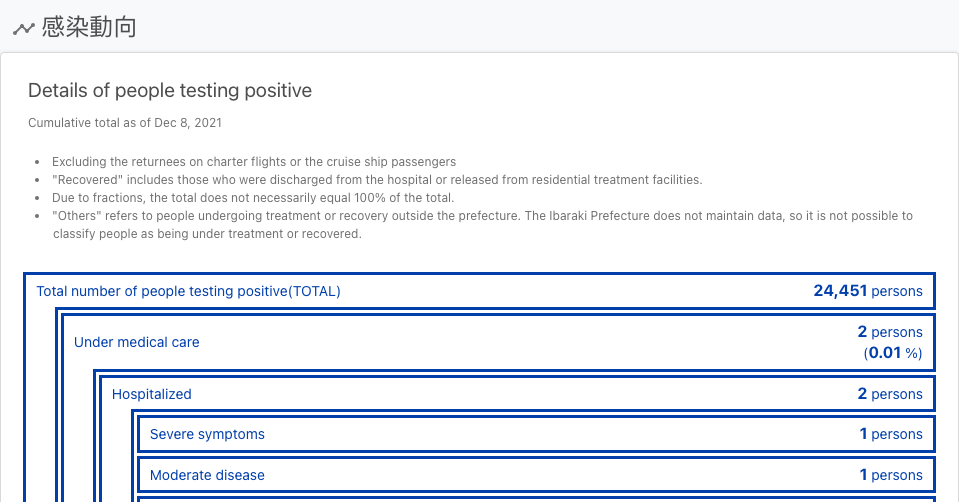 感染動向
Details of people testing positive
Cumulative total as of Dec 8, 2021
Excluding the returnees on charter flights or the cruise ship passengers
"Recovered" includes those who were discharged from the hospital or released from residential treatment facilities.
Due to fractions, the total does not necessarily equal 100% of the total.
"Others" refers to people undergoing treatment or recovery outside the prefecture. The Ibaraki Prefecture does not maintain data, so it is not possible to
classify people as being under treatment or recovered.
Total number of people testing positive(TOTAL) 24,451 persons
Under medical care 2 persons
(0.01 %)
Hospitalized 2 persons
Severe symptoms 1 persons
Moderate disease 1 persons